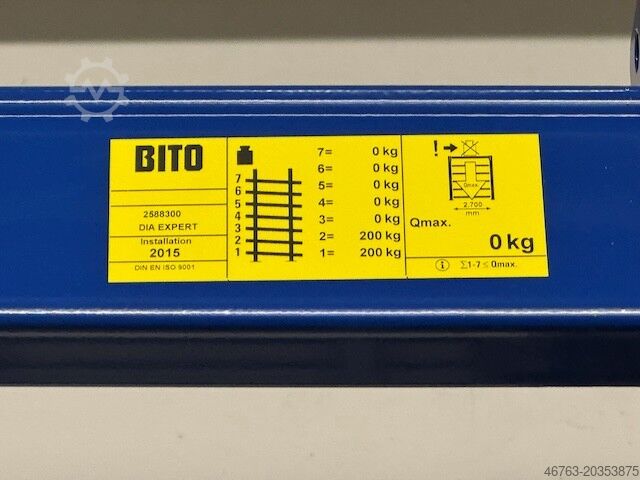 BITO
2588300
DIA EXPERT
Installation
2015
DIN EN ISO 9001
7
6
5
4
3
2
1
7= 0 kg
6= 0 kg
5= 0 kg
4= 0 kg
3= 0 kg
2= 200 kg
1= 200 kg
!
Qmax.
2.700
mm
Qmax.
0 kg
i Σ1-7 ≤ Qmax.
46763-20353875